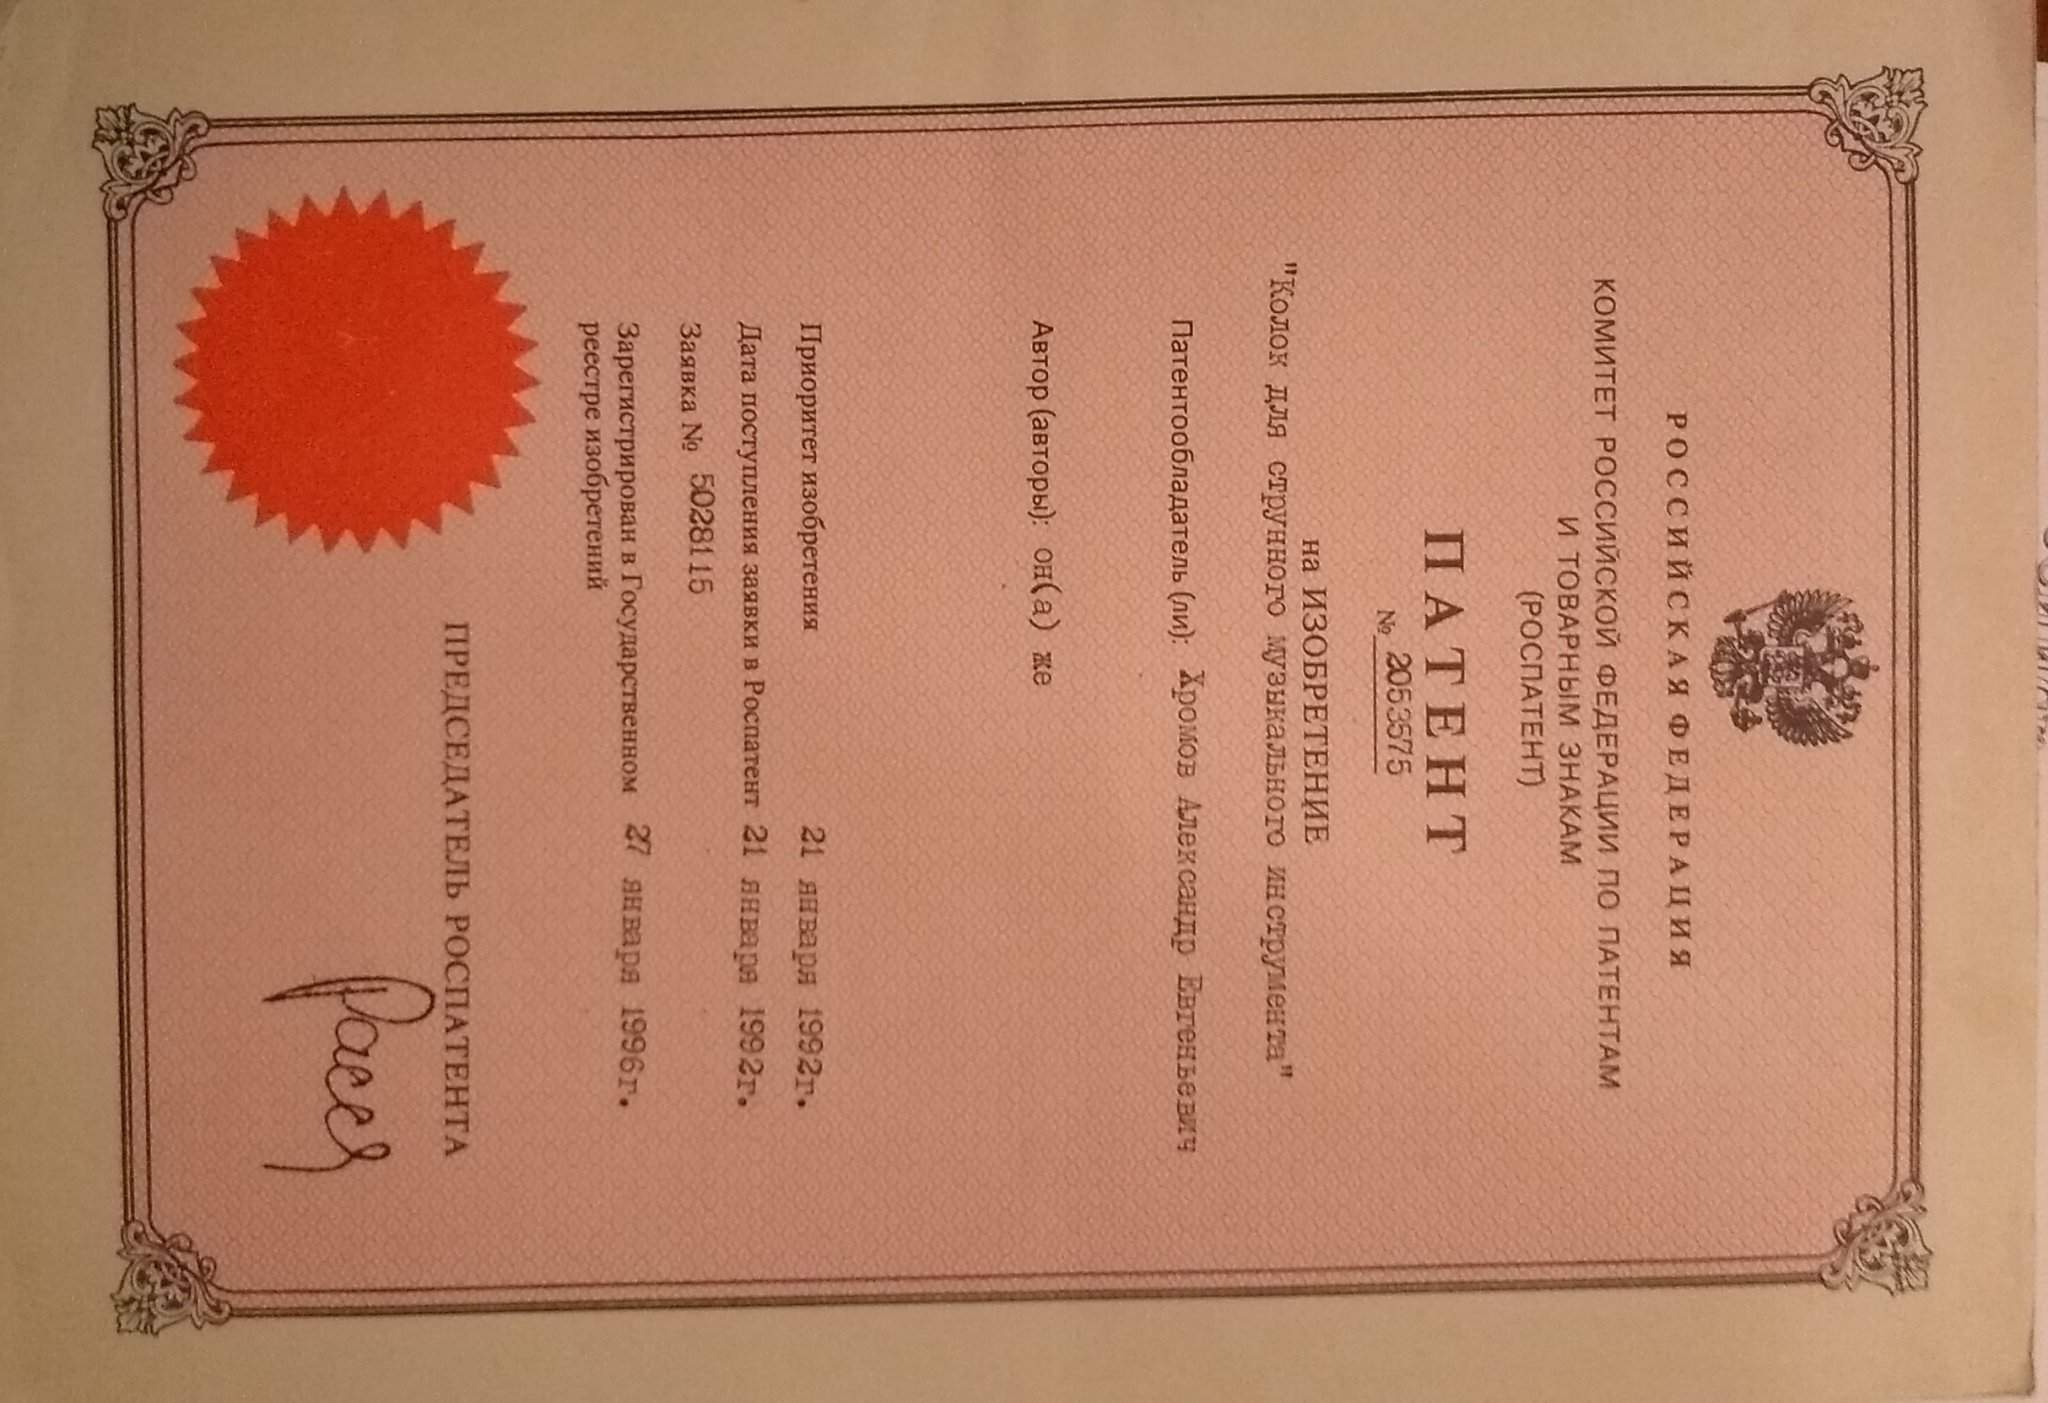 РОССИЙСКАЯ ФЕДЕРАЦИЯ
КОМИТЕТ РОССИЙСКОЙ ФЕДЕРАЦИИ ПО ПАТЕНТАМ
И ТОВАРНЫМ ЗНАКАМ
(РОСПАТЕНТ)
ПАТЕНТ
№ 2053575
на ИЗОБРЕТЕНИЕ
"Колок для струнного музыкального инструмента"
Патентообладатель (ли): Хромов Александр Евгеньевич
Автор (авторы): он(а) же
Приоритет изобретения 21 января 1992г.
Дата поступления заявки в Роспатент 21 января 1992г.
Заявка № 5028115
Зарегистрирован в Государственном 27 января 1996г.
реестре изобретений
ПРЕДСЕДАТЕЛЬ РОСПАТЕНТА